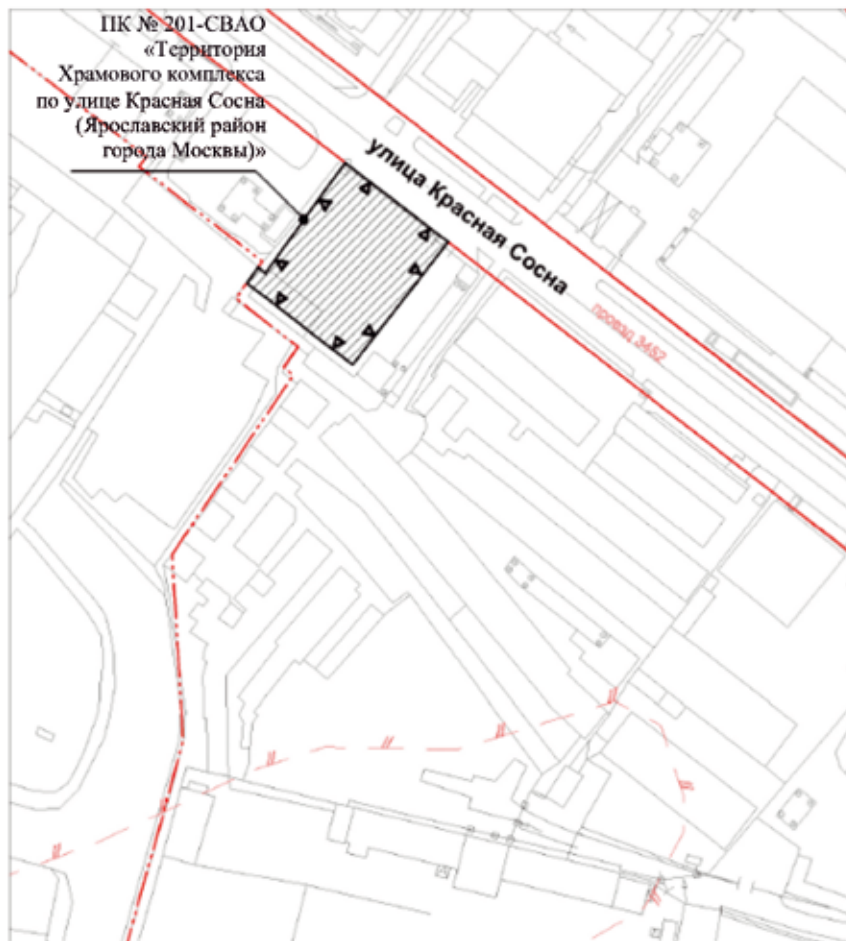 ПК № 201-СВАО
«Территория
Храмового комплекса
по улице Красная Сосна
(Ярославский район
города Москвы)»
улица Красная Сосна
проезд 3452